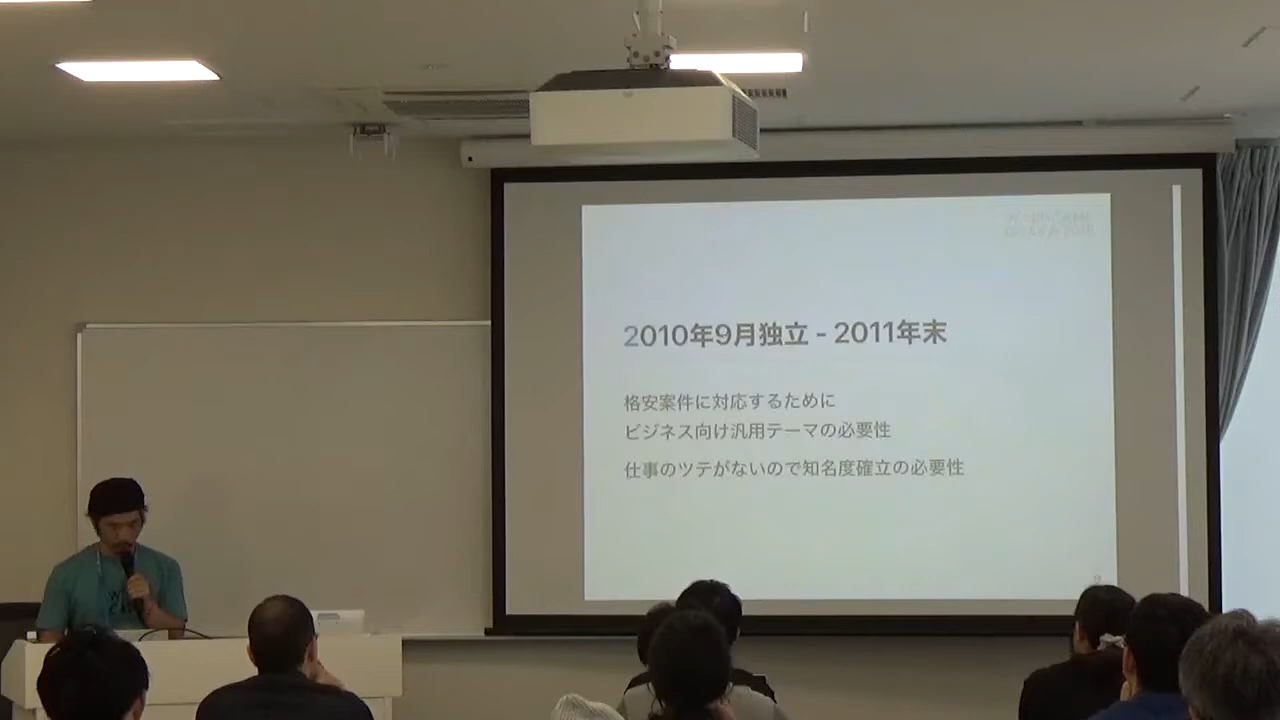 2010年9月独立 - 2011年末
格安案件に対応するために
ビジネス向け汎用テーマの必要性
仕事のツテがないので知名度確立の必要性